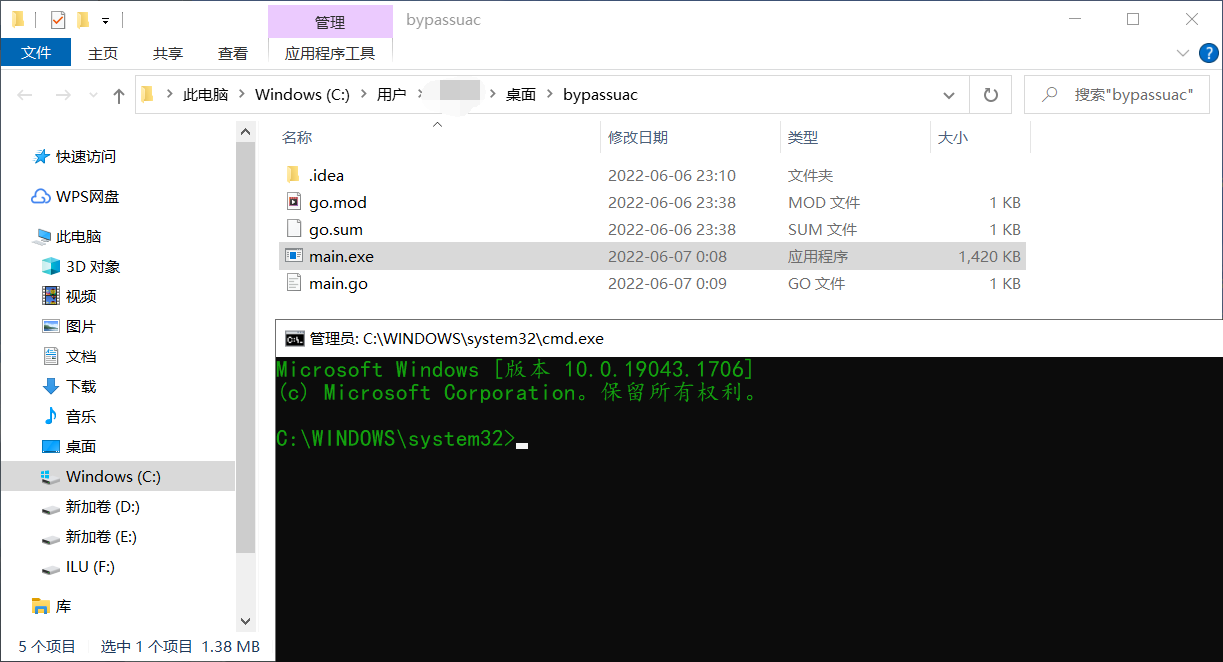 管理
bypassuac
文件 主页 共享 查看 应用程序工具
此电脑 Windows (C:) 用户 桌面 bypassuac
搜索"bypassuac"
快速访问
WPS网盘
此电脑
3D 对象
视频
图片
文档
下载
音乐
桌面
Windows (C:)
新加卷 (D:)
新加卷 (E:)
ILU (F:)
库
名称 修改日期 类型 大小
.idea 2022-06-06 23:10 文件夹
go.mod 2022-06-06 23:38 MOD 文件 1 KB
go.sum 2022-06-06 23:38 SUM 文件 1 KB
main.exe 2022-06-07 0:08 应用程序 1,420 KB
main.go 2022-06-07 0:09 GO 文件 1 KB
管理员: C:\WINDOWS\system32\cmd.exe
Microsoft Windows [版本 10.0.19043.1706]
(c) Microsoft Corporation。保留所有权利。
C:\WINDOWS\system32>
5 个项目 选中 1 个项目 1.38 MB